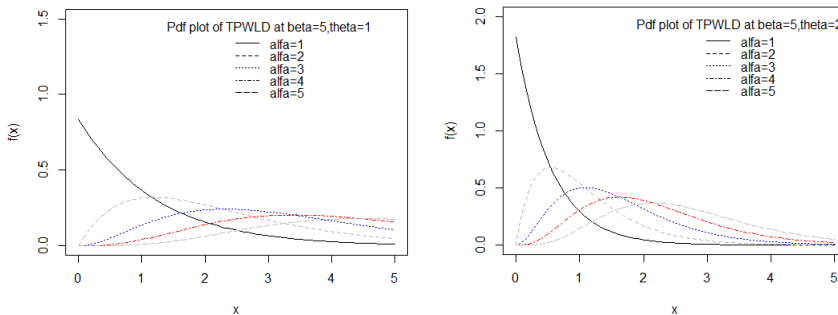 Pdf plot of TPWLD at beta=5,theta=1
alfa=1
alfa=2
alfa=3
alfa=4
alfa=5
f(x)
1.5
1.0
0.5
0.0
0 1 2 3 4 5
x
Pdf plot of TPWLD at beta=5,theta=2
alfa=1
alfa=2
alfa=3
alfa=4
alfa=5
f(x)
2.0
1.5
1.0
0.5
0.0
0 1 2 3 4 5
x